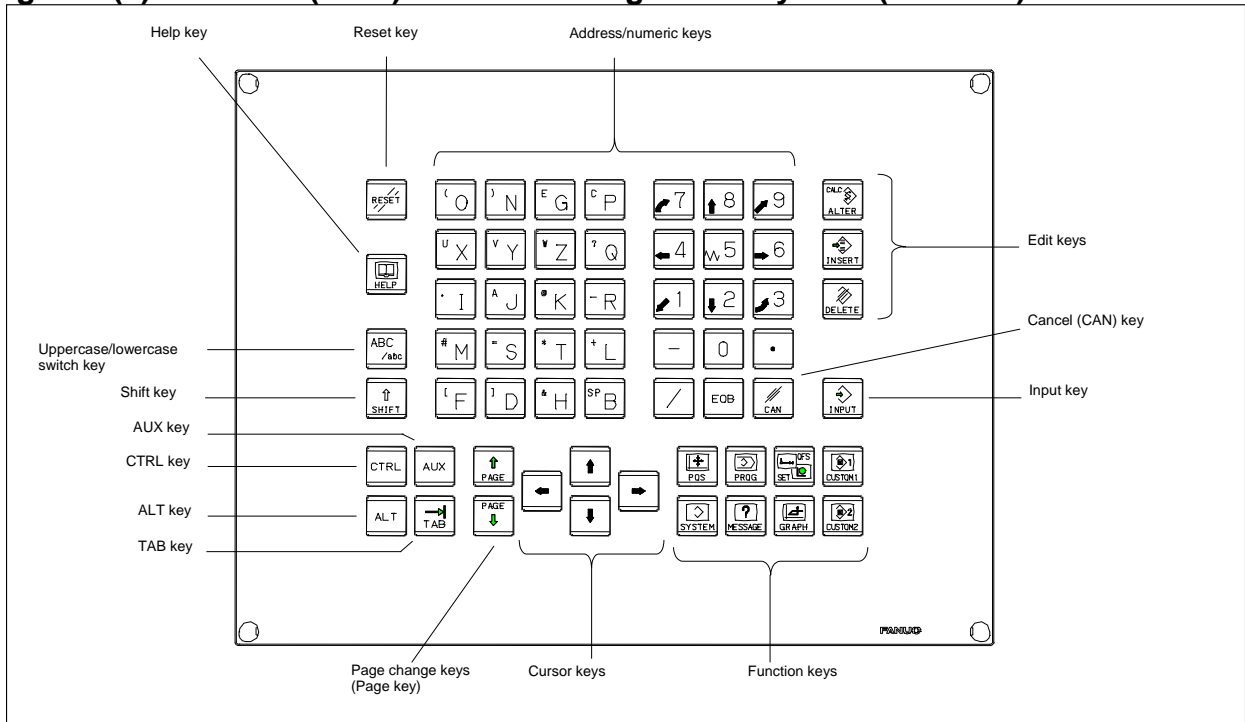 Help key
Reset key
Address/numeric keys
RESET
( O
) N
E G
C P
7
8
9
CALC
ALTER
HELP
U X
V Y
¥ Z
? Q
4
5
6
INSERT
Edit keys
I
A J
@ K
- R
1
2
3
DELETE
Cancel (CAN) key
Uppercase/lowercase
switch key
ABC
/abc
# M
= S
* T
+ L
-
0
•
Shift key
SHIFT
[ F
] D
& H
SP B
/
EOB
CAN
INPUT
Input key
AUX key
CTRL key
CTRL
AUX
PAGE
POS
PROG
OFS
SET
CUSTOM1
ALT key
ALT
TAB
PAGE
SYSTEM
?
MESSAGE
GRAPH
CUSTOM2
TAB key
FANUC
Page change keys
(Page key)
Cursor keys
Function keys